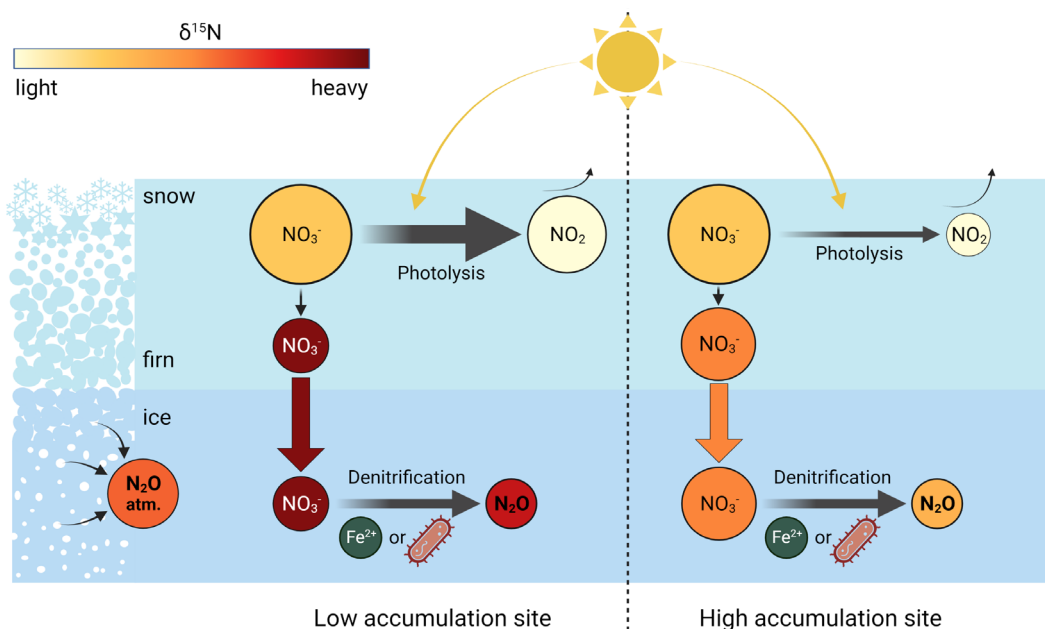 δ¹⁵N
light heavy
snow
NO₃⁻ NO₂ NO₃⁻ NO₂
Photolysis Photolysis
NO₃⁻ NO₃⁻
firn
ice
Denitrification Denitrification
N₂O
atm.
NO₃⁻ N₂O NO₃⁻ N₂O
Fe²⁺ or Fe²⁺ or
Low accumulation site High accumulation site